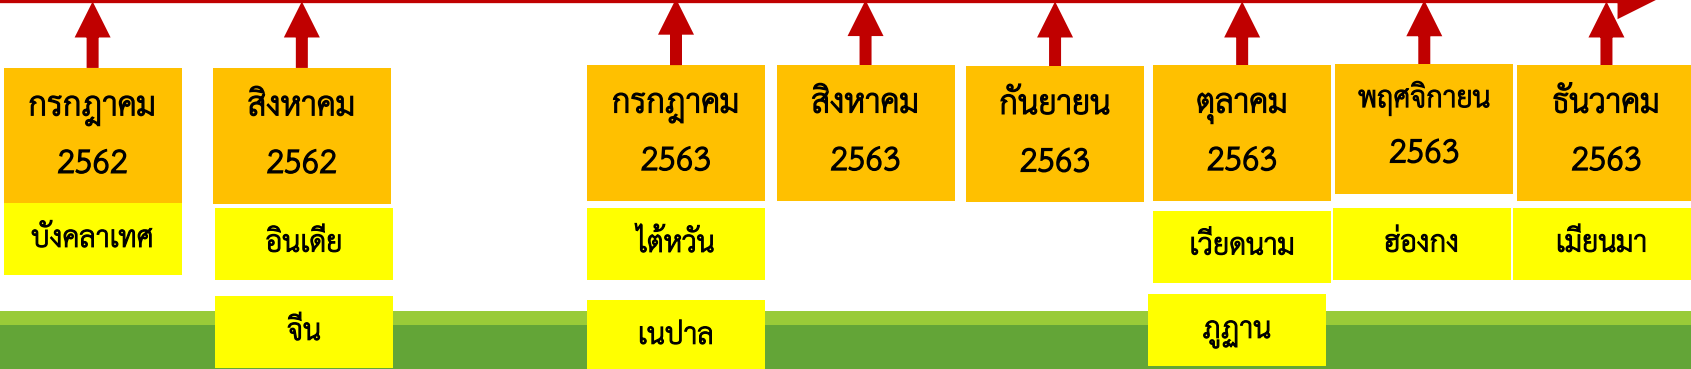 กรกฎาคม
2562
บังคลาเทศ
สิงหาคม
2562
อินเดีย
จีน
กรกฎาคม
2563
ไต้หวัน
เนปาล
สิงหาคม
2563
กันยายน
2563
ตุลาคม
2563
เวียดนาม
ภูฏาน
พฤศจิกายน
2563
ฮ่องกง
ธันวาคม
2563
เมียนมา